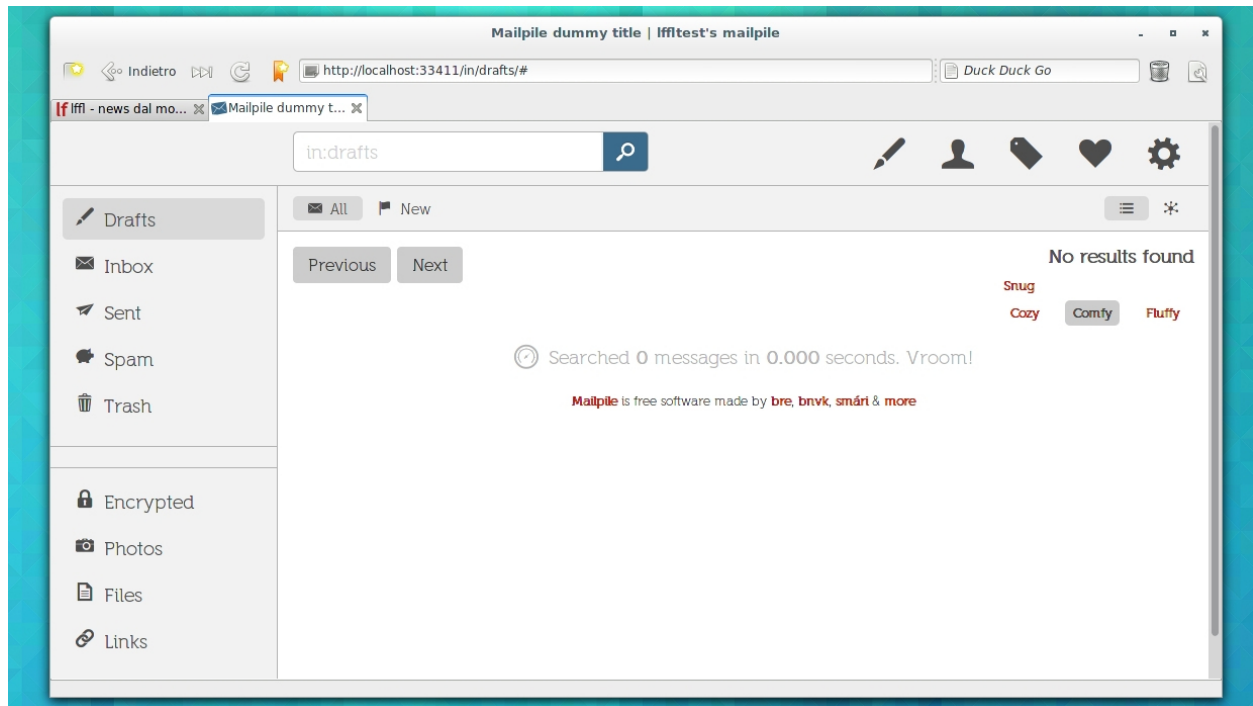 Mailpile dummy title | lffltest's mailpile
Indietro http://localhost:33411/in/drafts/# Duck Duck Go
lf lffl - news dal mo... Mailpile dummy t...
in:drafts
Drafts
Inbox
Sent
Spam
Trash
Encrypted
Photos
Files
Links
All New
Previous Next
No results found
Snug
Cozy Comfy Fluffy
Searched 0 messages in 0.000 seconds. Vroom!
Mailpile is free software made by bre, bnvk, smári & more